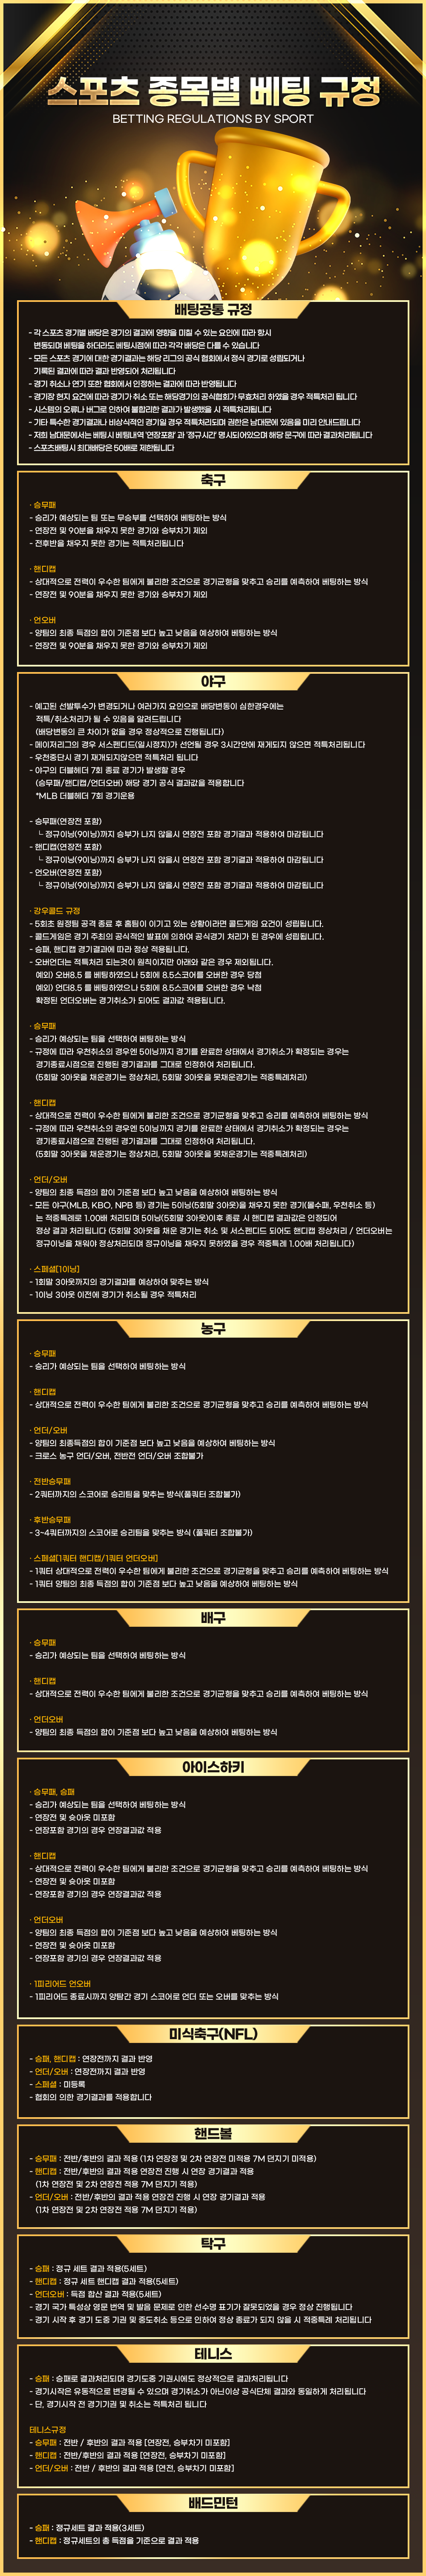 스포츠 종목별 베팅 규정
BETTING REGULATIONS BY SPORT
배팅공통 규정
- 각 스포츠 경기별 배당은 경기의 결과에 영향을 미칠 수 있는 요인에 따라 항시
변동되며 베팅을 하더라도 베팅시점에 따라 각각 배당은 다를 수 있습니다
- 모든 스포츠 경기에 대한 경기결과는 해당 리그의 공식 협회에서 정식 경기로 성립되거나
기록된 결과에 따라 결과 반영되어 처리됩니다
- 경기 취소나 연기 또한 협회에서 인정하는 결과에 따라 반영됩니다
- 경기장 현지 요건에 따라 경기가 취소 또는 해당경기의 공식협회가 무효처리 하였을 경우 적특처리 됩니다
- 시스템의 오류나 버그로 인하여 불합리한 결과가 발생했을 시 적특처리됩니다
- 기타 특수한 경기결과나 비상식적인 경기일 경우 적특처리되며 권한은 남대문에 있음을 미리 안내드립니다
- 저희 남대문에서는 베팅시 베팅내역 '연장포함' 과 '정규시간' 명시되어있으며 해당 문구에 따라 결과처리됩니다
- 스포츠배팅시 최대배당은 50배로 제한됩니다
축구
· 승무패
- 승리가 예상되는 팀 또는 무승부를 선택하여 베팅하는 방식
- 연장전 및 90분을 채우지 못한 경기와 승부차기 제외
- 전후반을 채우지 못한 경기는 적특처리됩니다
· 핸디캡
- 상대적으로 전력이 우수한 팀에게 불리한 조건으로 경기균형을 맞추고 승리를 예측하여 베팅하는 방식
- 연장전 및 90분을 채우지 못한 경기와 승부차기 제외
· 언오버
- 양팀의 최종 득점의 합이 기준점 보다 높고 낮음을 예상하여 베팅하는 방식
- 연장전 및 90분을 채우지 못한 경기와 승부차기 제외
야구
- 예고된 선발투수가 변경되거나 여러가지 요인으로 배당변동이 심한경우에는
적특/취소처리가 될 수 있음을 알려드립니다
(배당변동의 큰 차이가 없을 경우 정상적으로 진행됩니다)
- 메이저리그의 경우 서스펜디드(일시정지)가 선언될 경우 3시간안에 재게되지 않으면 적특처리됩니다
- 우천중단시 경기 재개되지않으면 적특처리 됩니다
- 야구의 더블헤더 7회 종료 경기가 발생할 경우
(승무패/핸디캡/언더오버) 해당 경기 공식 결과값을 적용합니다
*MLB 더블헤더 7회 경기운용
- 승무패(연장전 포함)
└ 정규이닝(9이닝)까지 승부가 나지 않을시 연장전 포함 경기결과 적용하여 마감됩니다
- 핸디캡(연장전 포함)
└ 정규이닝(9이닝)까지 승부가 나지 않을시 연장전 포함 경기결과 적용하여 마감됩니다
- 언오버(연장전 포함)
└ 정규이닝(9이닝)까지 승부가 나지 않을시 연장전 포함 경기결과 적용하여 마감됩니다
· 강우콜드 규정
- 5회초 원정팀 공격 종료 후 홈팀이 이기고 있는 상황이라면 콜드게임 요건이 성립됩니다.
- 콜드게임은 경기 주최의 공식적인 발표에 의하여 공식경기 처리가 된 경우에 성립됩니다.
- 승패, 핸디캡 경기결과에 따라 정상 적용됩니다.
- 오버언더는 적특처리 되는것이 원칙이지만 아래와 같은 경우 제외됩니다.
예외) 오버8.5 를 베팅하였으나 5회에 8.5스코어를 오버한 경우 당첨
예외) 언더8.5 를 베팅하였으나 5회에 8.5스코어를 오버한 경우 낙첨
확정된 언더오버는 경기취소가 되어도 결과값 적용됩니다.
· 승무패
- 승리가 예상되는 팀을 선택하여 베팅하는 방식
- 규정에 따라 우천취소의 경우엔 5이닝까지 경기를 완료한 상태에서 경기취소가 확정되는 경우는
경기종료시점으로 진행된 경기결과를 그대로 인정하여 처리됩니다.
(5회말 3아웃을 채운경기는 정상처리, 5회말 3아웃을 못채운경기는 적중특례처리)
· 핸디캡
- 상대적으로 전력이 우수한 팀에게 불리한 조건으로 경기균형을 맞추고 승리를 예측하여 베팅하는 방식
- 규정에 따라 우천취소의 경우엔 5이닝까지 경기를 완료한 상태에서 경기취소가 확정되는 경우는
경기종료시점으로 진행된 경기결과를 그대로 인정하여 처리됩니다.
(5회말 3아웃을 채운경기는 정상처리, 5회말 3아웃을 못채운경기는 적중특례처리)
· 언더/오버
- 양팀의 최종 득점의 합이 기준점 보다 높고 낮음을 예상하여 베팅하는 방식
- 모든 야구(MLB, KBO, NPB 등) 경기는 5이닝(5회말 3아웃)을 채우지 못한 경기(몰수패, 우천취소 등)
는 적중특례로 1.00배 처리되며 5이닝(5회말 3아웃)이후 종료 시 핸디캡 결과값은 인정되어
정상 결과 처리됩니다 (5회말 3아웃을 채운 경기는 취소 및 서스펜디드 되어도 핸디캡 정상처리 / 언더오버는
정규이닝을 채워야 정상처리되며 정규이닝을 채우지 못하였을 경우 적중특례 1.00배 처리됩니다)
· 스페셜[1이닝]
- 1회말 3아웃까지의 경기결과를 예상하여 맞추는 방식
- 1이닝 3아웃 이전에 경기가 취소될 경우 적특처리
농구
· 승무패
- 승리가 예상되는 팀을 선택하여 베팅하는 방식
· 핸디캡
- 상대적으로 전력이 우수한 팀에게 불리한 조건으로 경기균형을 맞추고 승리를 예측하여 베팅하는 방식
· 언더/오버
- 양팀의 최종득점의 합이 기준점 보다 높고 낮음을 예상하여 베팅하는 방식
- 크로스 농구 언더/오버, 전반전 언더/오버 조합불가
· 전반승무패
- 2쿼터까지의 스코어로 승리팀을 맞추는 방식(풀쿼터 조합불가)
· 후반승무패
- 3~4쿼터까지의 스코어로 승리팀을 맞추는 방식 (풀쿼터 조합불가)
· 스페셜[1쿼터 핸디캡/1쿼터 언더오버]
- 1쿼터 상대적으로 전력이 우수한 팀에게 불리한 조건으로 경기균형을 맞추고 승리를 예측하여 베팅하는 방식
- 1쿼터 양팀의 최종 득점의 합이 기준점 보다 높고 낮음을 예상하여 베팅하는 방식
배구
· 승무패
- 승리가 예상되는 팀을 선택하여 베팅하는 방식
· 핸디캡
- 상대적으로 전력이 우수한 팀에게 불리한 조건으로 경기균형을 맞추고 승리를 예측하여 베팅하는 방식
· 언더오버
- 양팀의 최종 득점의 합이 기준점 보다 높고 낮음을 예상하여 베팅하는 방식
아이스하키
· 승무패, 승패
- 승리가 예상되는 팀을 선택하여 베팅하는 방식
- 연장전 및 슛아웃 미포함
- 연장포함 경기의 경우 연장결과값 적용
· 핸디캡
- 상대적으로 전력이 우수한 팀에게 불리한 조건으로 경기균형을 맞추고 승리를 예측하여 베팅하는 방식
- 연장전 및 슛아웃 미포함
- 연장포함 경기의 경우 연장결과값 적용
· 언더오버
- 양팀의 최종 득점의 합이 기준점 보다 높고 낮음을 예상하여 베팅하는 방식
- 연장전 및 슛아웃 미포함
- 연장포함 경기의 경우 연장결과값 적용
· 1피리어드 언오버
- 1피리어드 종료시까지 양팀간 경기 스코어로 언더 또는 오버를 맞추는 방식
미식축구(NFL)
- 승패, 핸디캡 : 연장전까지 결과 반영
- 언더/오버 : 연장전까지 결과 반영
- 스페셜 : 미등록
- 협회의 의한 경기결과를 적용합니다
핸드볼
- 승무패 : 전반/후반의 결과 적용 (1차 연장정 및 2차 연장전 미적용 7M 던지기 미적용)
- 핸디캡 : 전반/후반의 결과 적용 연장전 진행 시 연장 경기결과 적용
(1차 연장전 및 2차 연장전 적용 7M 던지기 적용)
- 언더/오버 : 전반/후반의 결과 적용 연장전 진행 시 연장 경기결과 적용
(1차 연장전 및 2차 연장전 적용 7M 던지기 적용)
탁구
- 승패 : 정규 세트 결과 적용(5세트)
- 핸디캡 : 정규 세트 핸디캡 결과 적용(5세트)
- 언더오버 : 득점 합산 결과 적용(5세트)
- 경기 국가 특성상 영문 번역 및 발음 문제로 인한 선수명 표기가 잘못되었을 경우 정상 진행됩니다
- 경기 시작 후 경기 도중 기권 및 중도취소 등으로 인하여 정상 종료가 되지 않을 시 적중특례 처리됩니다
테니스
- 승패 : 승패로 결과처리되며 경기도중 기권시에도 정상적으로 결과처리됩니다
- 경기시작은 유동적으로 변경될 수 있으며 경기취소가 아닌이상 공식단체 결과와 동일하게 처리됩니다
- 단, 경기시작 전 경기기권 및 취소는 적특처리 됩니다
테니스규정
- 승무패 : 전반 / 후반의 결과 적용 [연장전, 승부차기 미포함]
- 핸디캡 : 전반/후반의 결과 적용 [연장전, 승부차기 미포함]
- 언더/오버 : 전반 / 후반의 결과 적용 [연전, 승부차기 미포함]
배드민턴
- 승패 : 정규세트 결과 적용(3세트)
- 핸디캡 : 정규세트의 총 득점을 기준으로 결과 적용